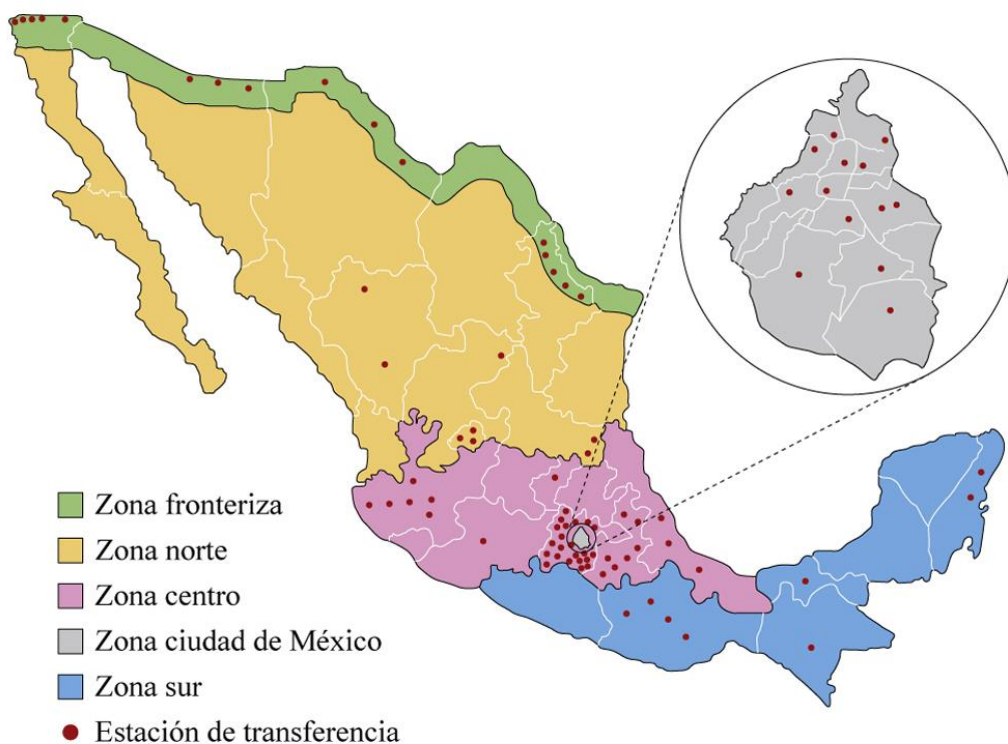 Zona fronteriza
Zona norte
Zona centro
Zona ciudad de México
Zona sur
Estación de transferencia